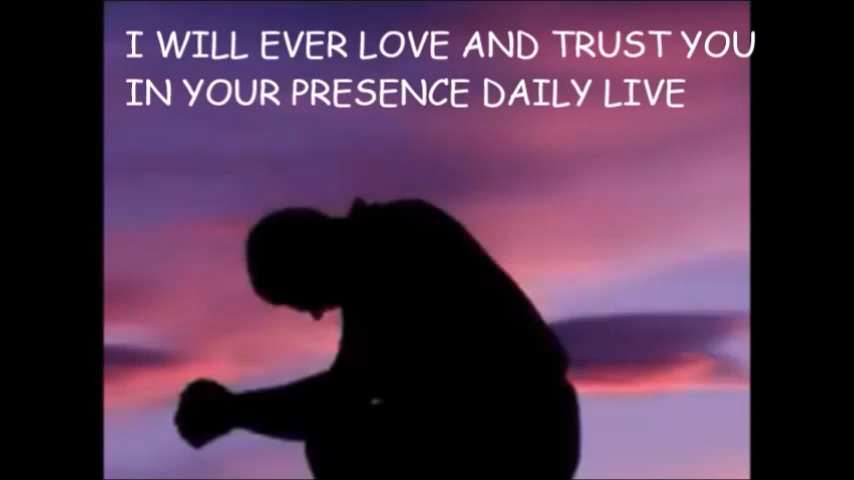 I WILL EVER LOVE AND TRUST YOU
IN YOUR PRESENCE DAILY LIVE